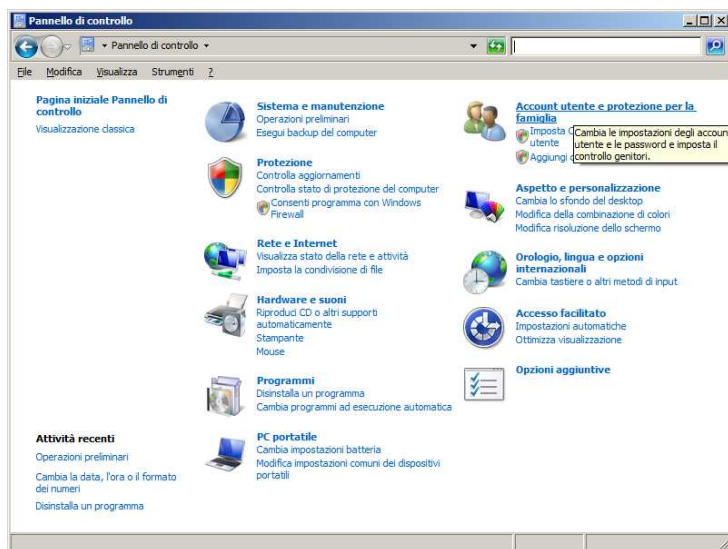 Pannello di controllo
Pannello di controllo
File Modifica Visualizza Strumenti ?
Pagina iniziale Pannello di
controllo
Visualizzazione classica
Sistema e manutenzione
Operazioni preliminari
Esegui backup del computer
Protezione
Controlla aggiornamenti
Controlla stato di protezione del computer
Consenti programma con Windows
Firewall
Rete e Internet
Visualizza stato della rete e attività
Imposta la condivisione di file
Hardware e suoni
Riproduci CD o altri supporti
automaticamente
Stampante
Mouse
Programmi
Disinstalla un programma
Cambia programmi ad esecuzione automatica
PC portatile
Cambia impostazioni batteria
Modifica impostazioni comuni dei dispositivi
portatili
Account utente e protezione per la
famiglia
Imposta
utente
Aggiungi
Cambia le impostazioni degli accoun
utente e le password e imposta il
controllo genitori.
Aspetto e personalizzazione
Cambia lo sfondo del desktop
Modifica della combinazione di colori
Modifica risoluzione dello schermo
Orologio, lingua e opzioni
internazionali
Cambia tastiere o altri metodi di input
Accesso facilitato
Impostazioni automatiche
Ottimizza visualizzazione
Opzioni aggiuntive
Attività recenti
Operazioni preliminari
Cambia la data, l'ora o il formato
dei numeri
Disinstalla un programma